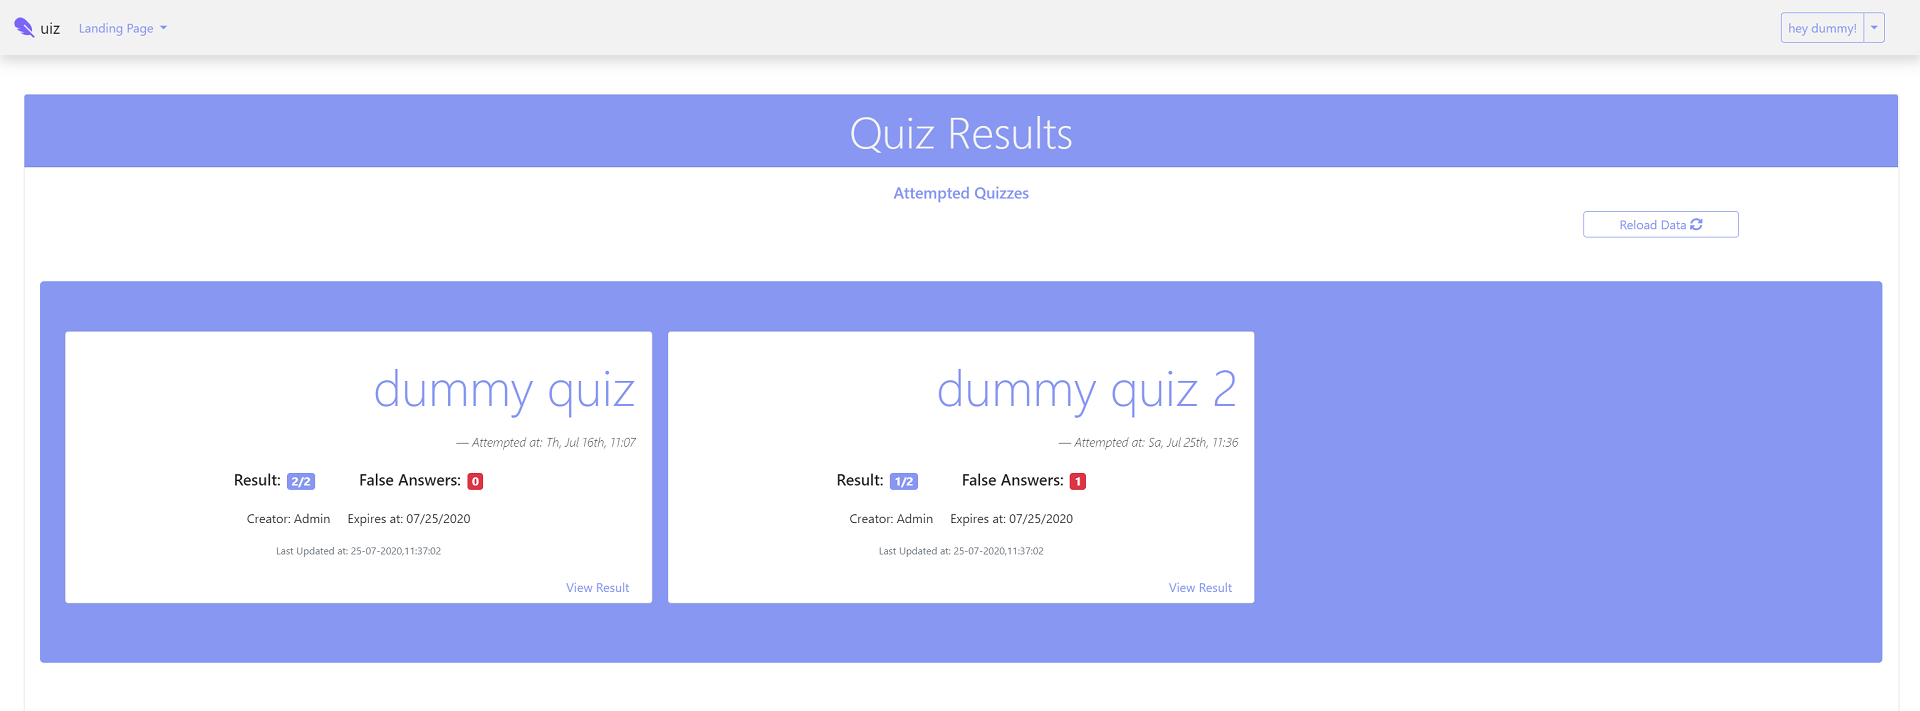 uiz Landing Page hey dummy!
Quiz Results
Attempted Quizzes
Reload Data
dummy quiz
— Attempted at: Th, Jul 16th, 11:07
Result: 2/2 False Answers: 0
Creator: Admin Expires at: 07/25/2020
Last Updated at: 25-07-2020,11:37:02
View Result
dummy quiz 2
— Attempted at: Sa, Jul 25th, 11:36
Result: 1/2 False Answers: 1
Creator: Admin Expires at: 07/25/2020
Last Updated at: 25-07-2020,11:37:02
View Result